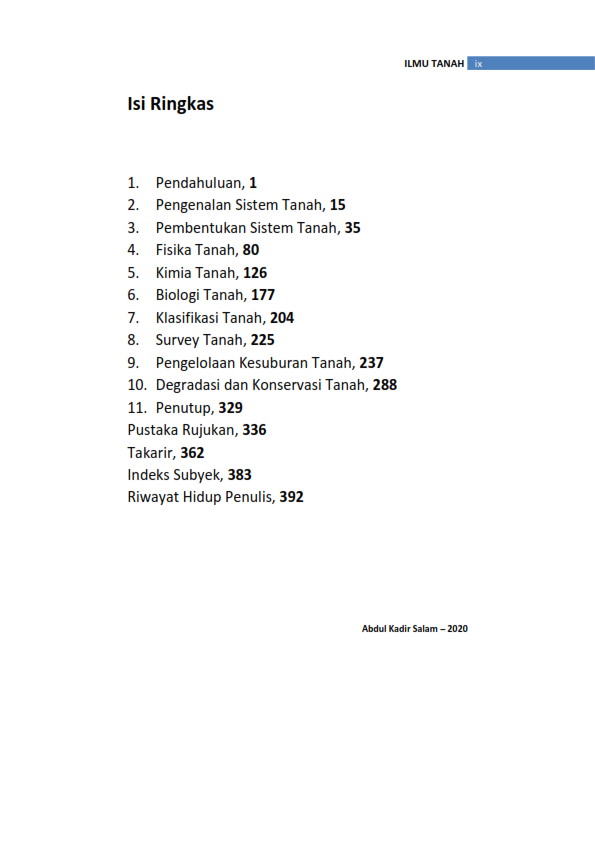 ILMU TANAH ix
Isi Ringkas
1. Pendahuluan, 1
2. Pengenalan Sistem Tanah, 15
3. Pembentukan Sistem Tanah, 35
4. Fisika Tanah, 80
5. Kimia Tanah, 126
6. Biologi Tanah, 177
7. Klasifikasi Tanah, 204
8. Survey Tanah, 225
9. Pengelolaan Kesuburan Tanah, 237
10. Degradasi dan Konservasi Tanah, 288
11. Penutup, 329
Pustaka Rujukan, 336
Takarir, 362
Indeks Subyek, 383
Riwayat Hidup Penulis, 392
Abdul Kadir Salam – 2020